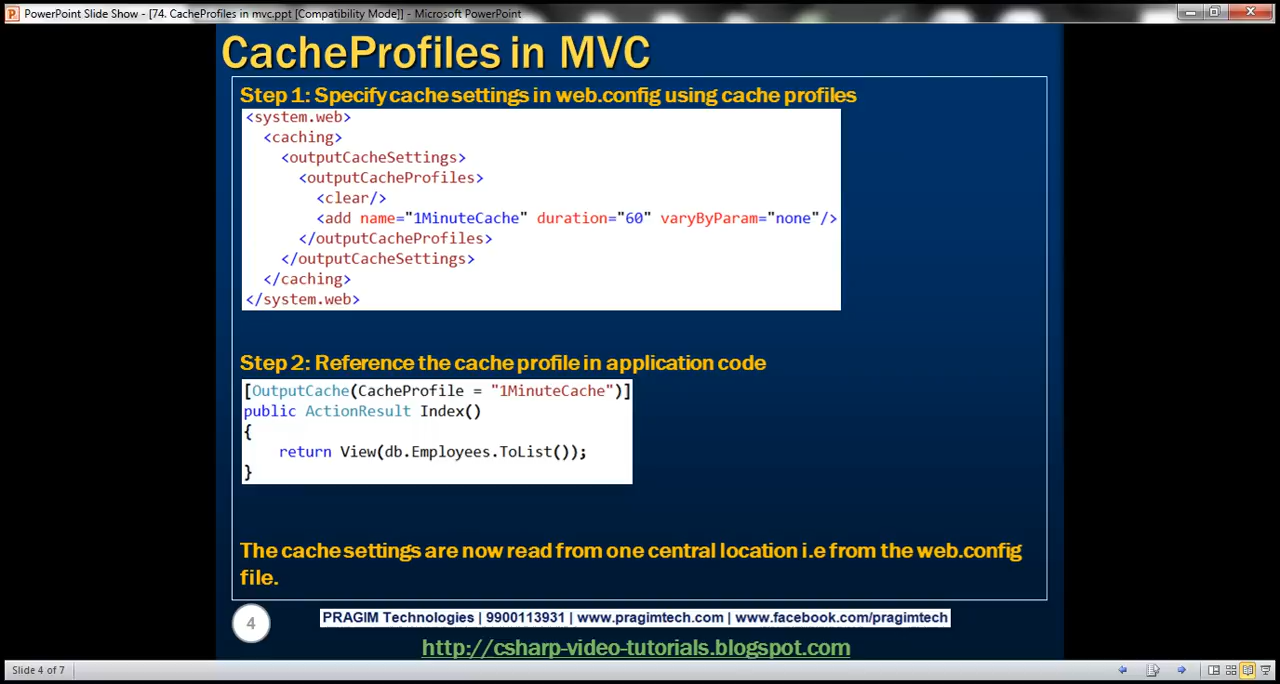 PowerPoint Slide Show - [74. CacheProfiles in mvc.ppt [Compatibility Mode]] - Microsoft PowerPoint
CacheProfiles in MVC
Step 1: Specify cache settings in web.config using cache profiles
<system.web>
<caching>
<outputCacheSettings>
<outputCacheProfiles>
<clear/>
<add name="1MinuteCache" duration="60" varyByParam="none"/>
</outputCacheProfiles>
</outputCacheSettings>
</caching>
</system.web>
Step 2: Reference the cache profile in application code
[OutputCache(CacheProfile = "1MinuteCache")]
public ActionResult Index()
{
return View(db.Employees.ToList());
}
The cache settings are now read from one central location i.e from the web.config
file.
4
PRAGIM Technologies | 9900113931 | www.pragimtech.com | www.facebook.com/pragimtech
http://csharp-video-tutorials.blogspot.com
Slide 4 of 7